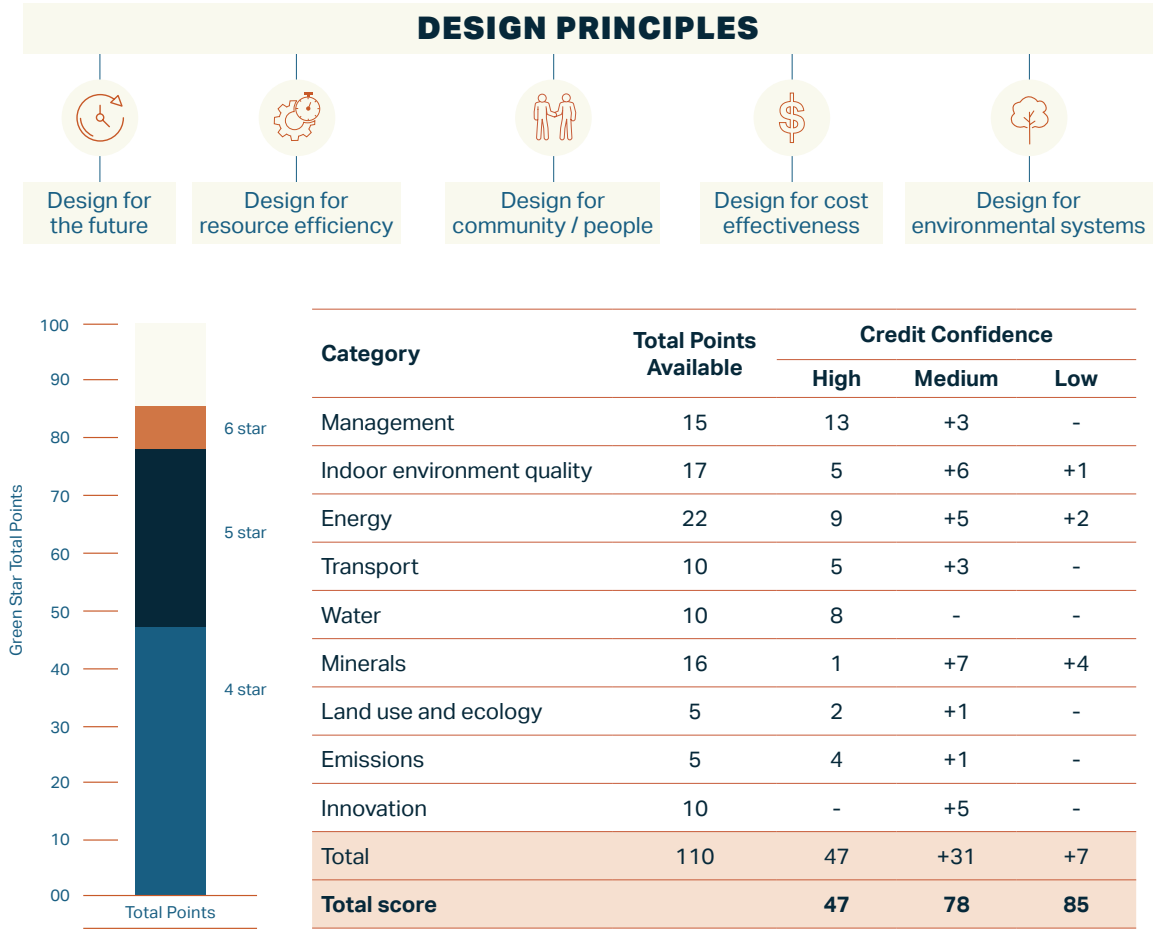 DESIGN PRINCIPLES
Design for
the future
Design for
resource efficiency
Design for
community / people
Design for cost
effectiveness
Design for
environmental systems
Green Star Total Points
100
90
80
70
60
50
40
30
20
10
00
6 star
5 star
4 star
Total Points
Category Total Points Available Credit Confidence
High Medium Low
Management 15 13 +3 -
Indoor environment quality 17 5 +6 +1
Energy 22 9 +5 +2
Transport 10 5 +3 -
Water 10 8 - -
Minerals 16 1 +7 +4
Land use and ecology 5 2 +1 -
Emissions 5 4 +1 -
Innovation 10 - +5 -
Total 110 47 +31 +7
Total score 47 78 85